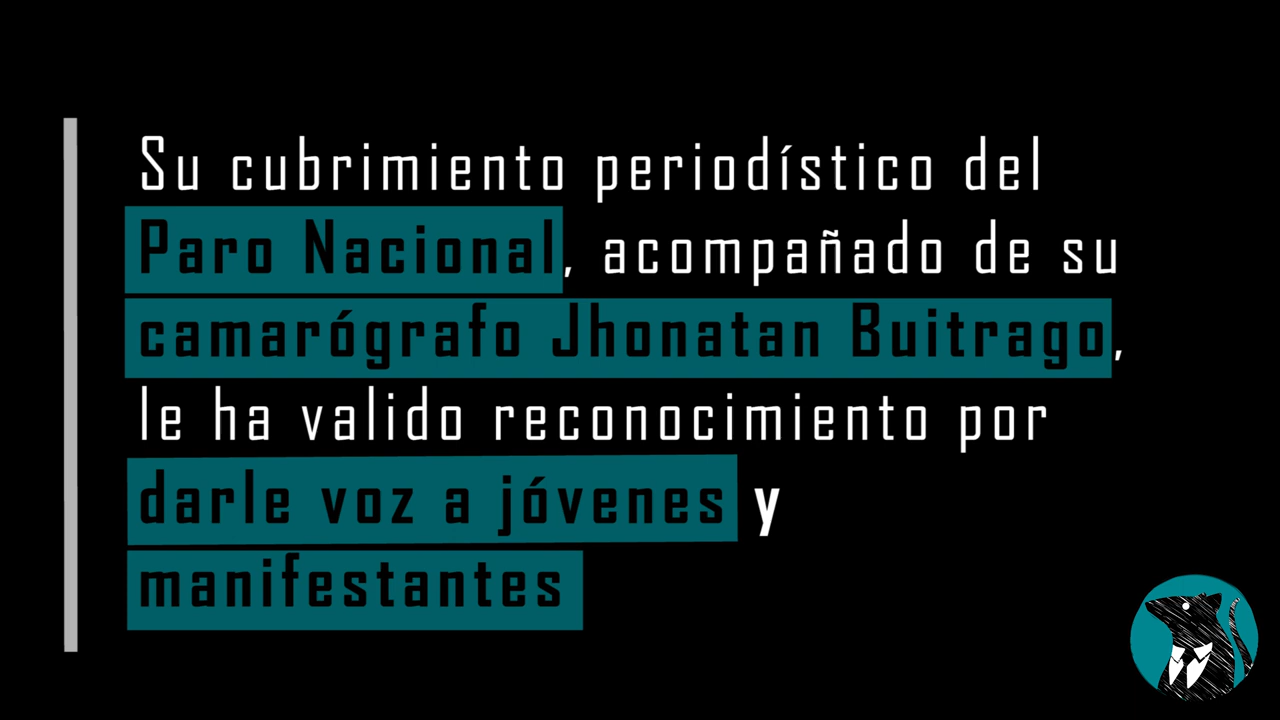 Su cubrimiento periodístico del
Paro Nacional, acompañado de su
camarógrafo Jhonatan Buitrago,
le ha valido reconocimiento por
darle voz a jóvenes y
manifestantes